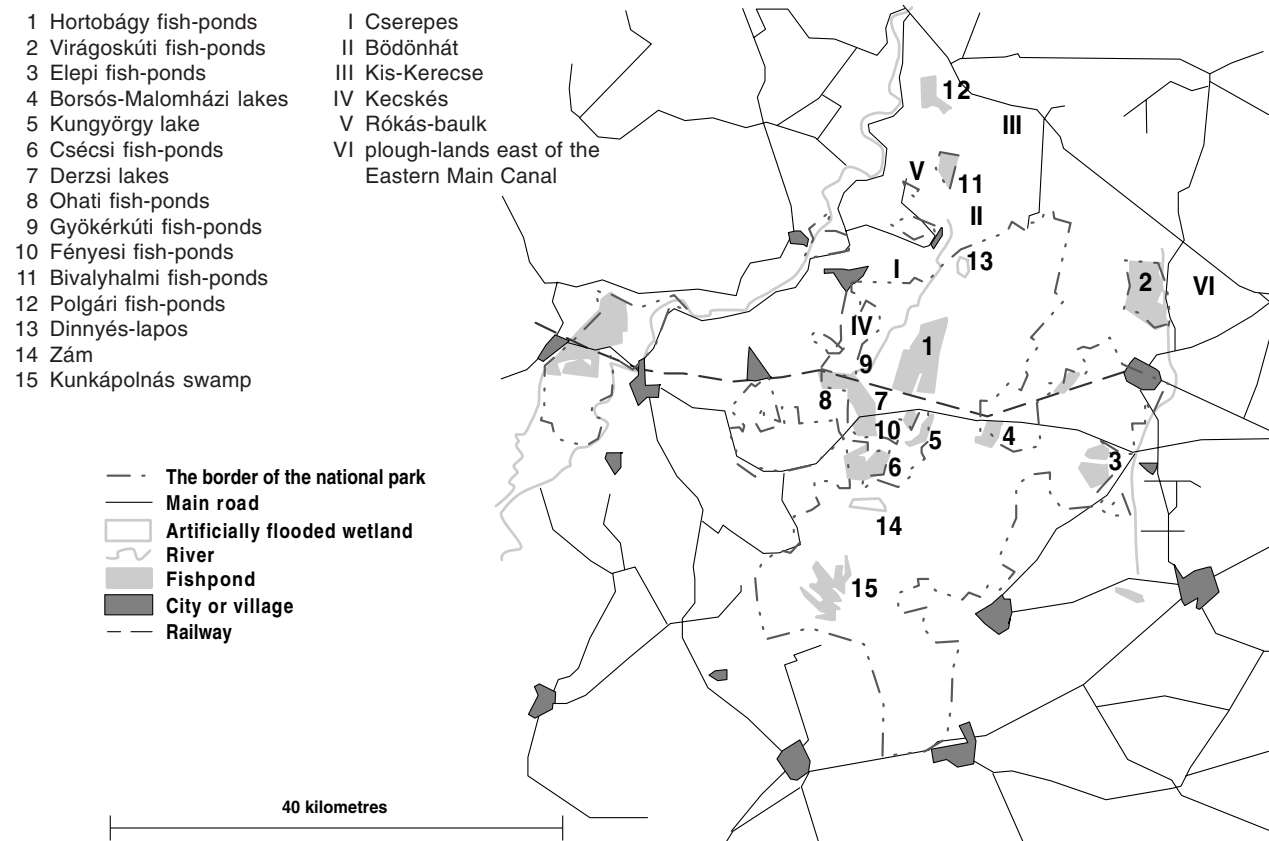 1 Hortobágy fish-ponds
2 Virágoskúti fish-ponds
3 Elepi fish-ponds
4 Borsós-Malomházi lakes
5 Kungyörgy lake
6 Csécsi fish-ponds
7 Derzsi lakes
8 Ohati fish-ponds
9 Gyökérkúti fish-ponds
10 Fényesi fish-ponds
11 Bivalyhalmi fish-ponds
12 Polgári fish-ponds
13 Dinnyés-lapos
14 Zám
15 Kunkápolnás swamp
I Cserepes
II Bödönhát
III Kis-Kerecse
IV Kecskés
V Rókás-baulk
VI plough-lands east of the
Eastern Main Canal
12
III
V
11
II
I
13
2
VI
IV
1
9
8
7
10
5
4
3
6
14
15
The border of the national park
Main road
Artificially flooded wetland
River
Fishpond
City or village
Railway
40 kilometres